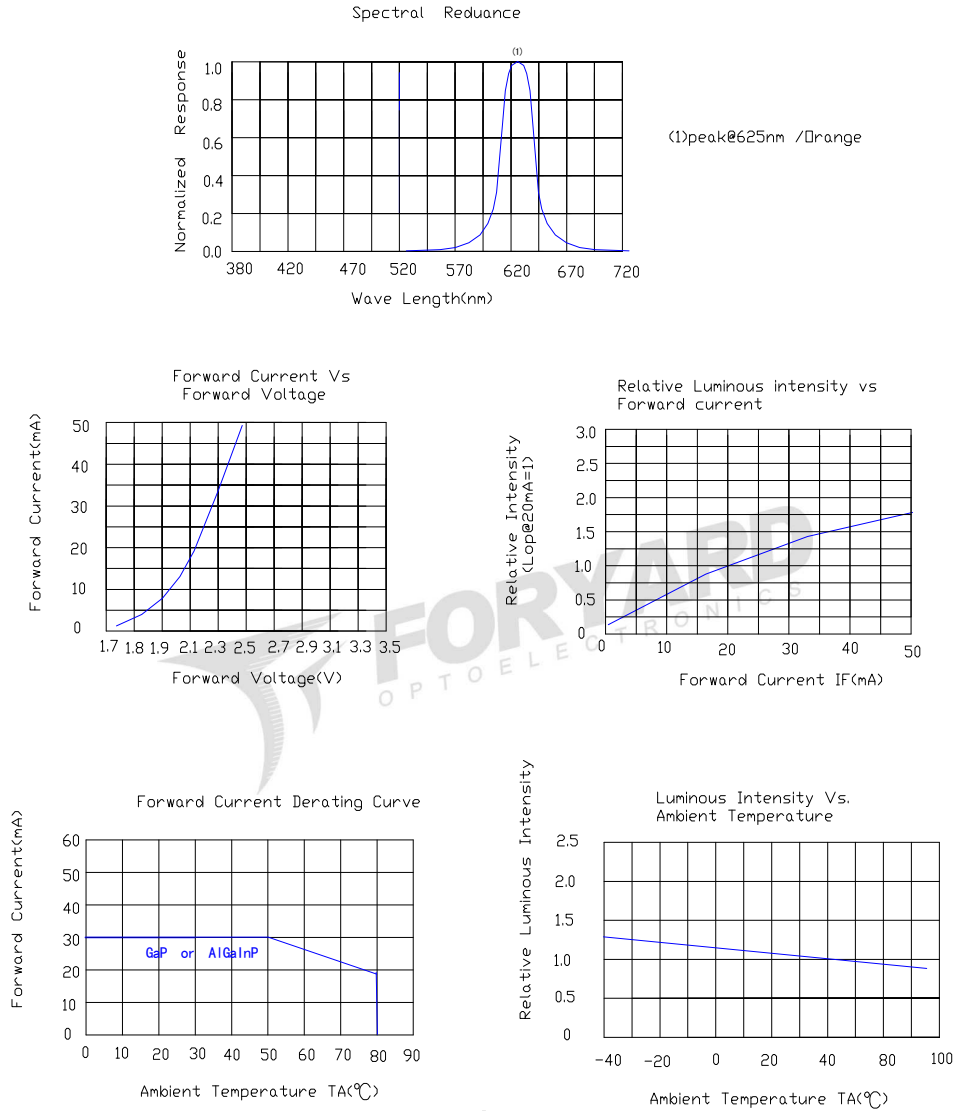 Spectral Reduance
(1)
Normalized Response
1.0
0.8
0.6
0.4
0.2
0.0
380 420 470 520 570 620 670 720
Wave Length(nm)
(1)peak@625nm /Orange
Forward Current Vs
Forward Voltage
Forward Current(mA)
50
40
30
20
10
0
1.7 1.8 1.9 2.1 2.3 2.5 2.7 2.9 3.1 3.3 3.5
Forward Voltage(V)
Relative Luminous intensity vs
Forward current
Relative Intensity
(Lop@20mA=1)
3.0
2.5
2.0
1.5
1.0
0.5
0
0 10 20 30 40 50
Forward Current IF(mA)
FORYARD
OPTOELECTRONICS
Forward Current Derating Curve
Forward Current(mA)
60
50
40
30
20
10
0
GaP or AlGaInP
0 10 20 30 40 50 60 70 80 90
Ambient Temperature TA(℃)
Luminous Intensity Vs.
Ambient Temperature
Relative Luminous Intensity
2.5
2.0
1.5
1.0
0.5
0
-40 -20 0 20 40 80 100
Ambient Temperature TA(℃)